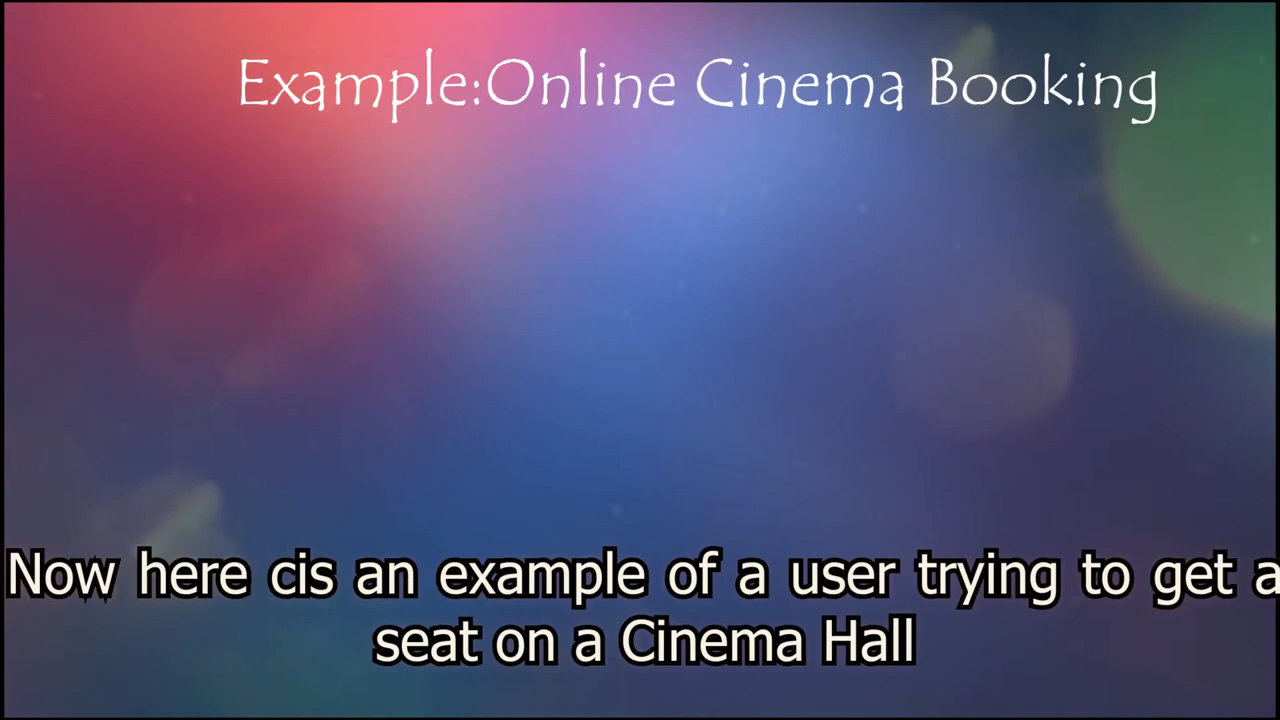 Example:Online Cinema Booking
Now here cis an example of a user trying to get a
seat on a Cinema Hall